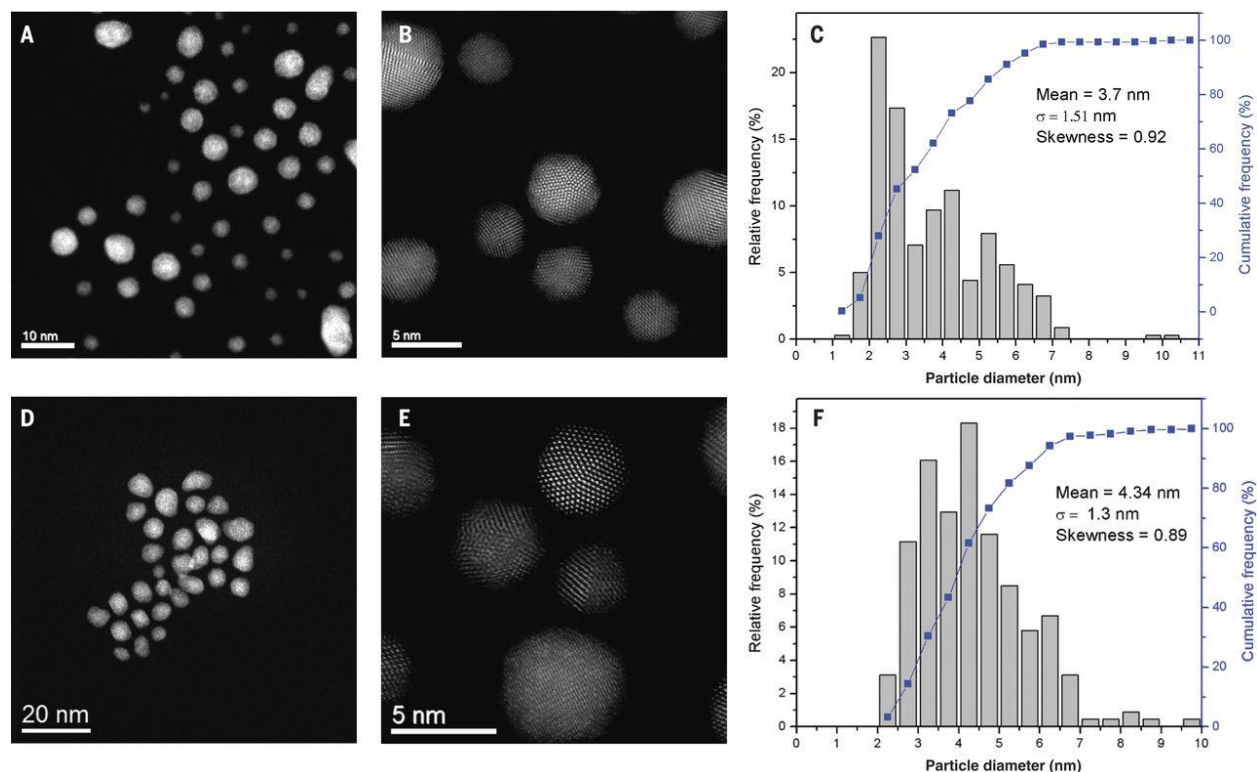 A
10 nm
B
5 nm
C
Relative frequency (%)
20
15
10
5
0
0 1 2 3 4 5 6 7 8 9 10 11
Particle diameter (nm)
Mean = 3.7 nm
σ = 1.51 nm
Skewness = 0.92
100
80
60
40
20
0
Cumulative frequency (%)
D
20 nm
E
5 nm
F
Relative frequency (%)
18
16
14
12
10
8
6
4
2
0
0 1 2 3 4 5 6 7 8 9 10
Particle diameter (nm)
Mean = 4.34 nm
σ = 1.3 nm
Skewness = 0.89
100
80
60
40
20
0
Cumulative frequency (%)